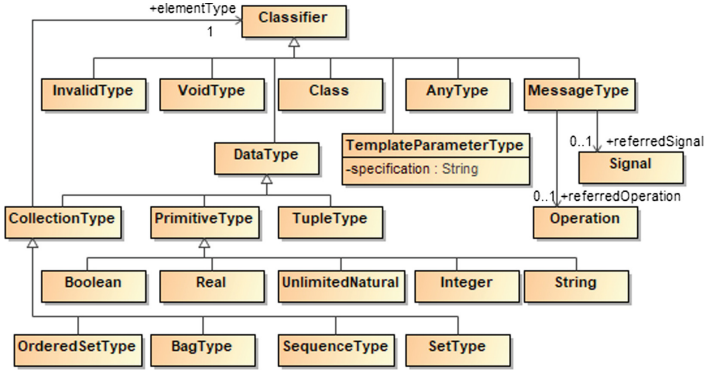 +elementType
Classifier
1
InvalidType
VoidType
Class
AnyType
MessageType
DataType
TemplateParameterType
-specification : String
0..1
+referredSignal
Signal
0..1
+referredOperation
CollectionType
PrimitiveType
TupleType
Operation
Boolean
Real
UnlimitedNatural
Integer
String
OrderedSetType
BagType
SequenceType
SetType